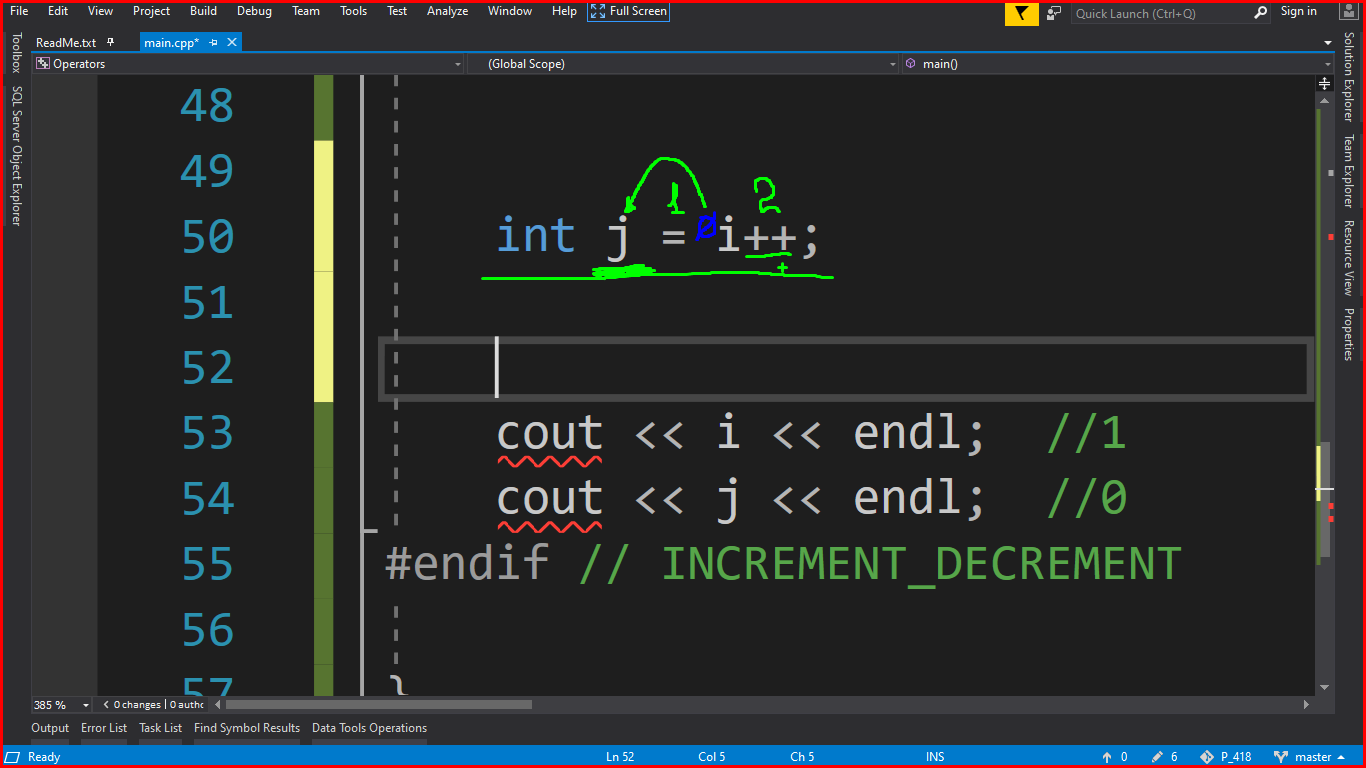 File Edit View Project Build Debug Team Tools Test Analyze Window Help Full Screen Quick Launch (Ctrl+Q) Sign in
ReadMe.txt main.cpp*
Operators (Global Scope) main()
Toolbox
SQL Server Object Explorer
48
49
1 2
50 int j = 0 i++;
51
52
53 cout << i << endl; //1
54 cout << j << endl; //0
55 #endif // INCREMENT_DECREMENT
56
57 }
Solution Explorer
Team Explorer
Resource View
Properties
385 % 0 changes | 0 autho
Output Error List Task List Find Symbol Results Data Tools Operations
Ready Ln 52 Col 5 Ch 5 INS 0 6 P_418 master